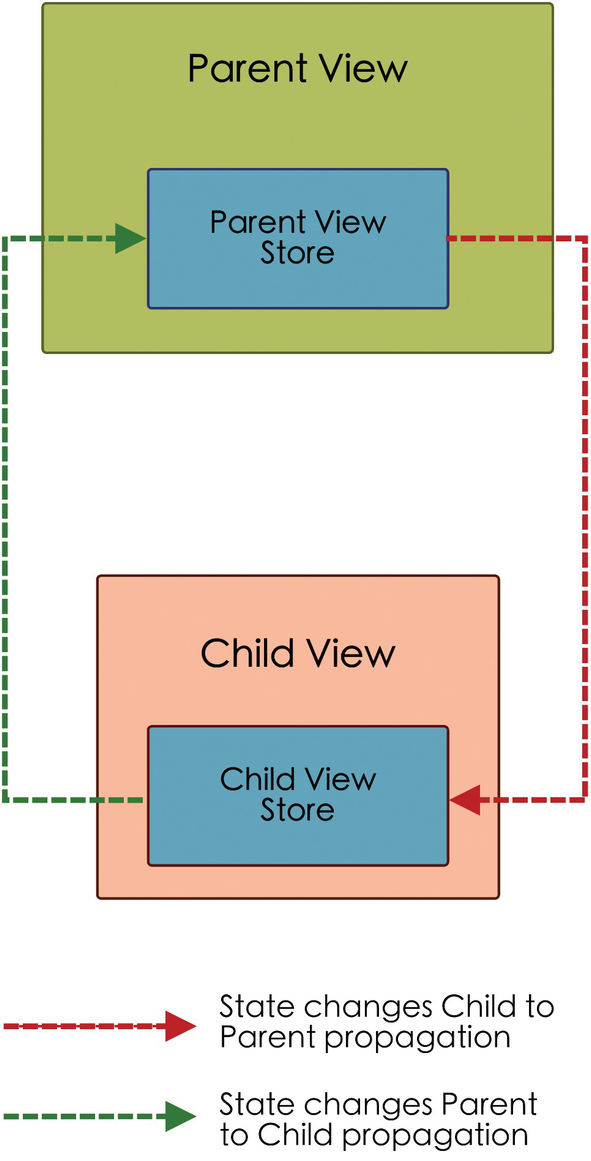 Parent View
Parent View
Store
Child View
Child View
Store
State changes Child to
Parent propagation
State changes Parent
to Child propagation